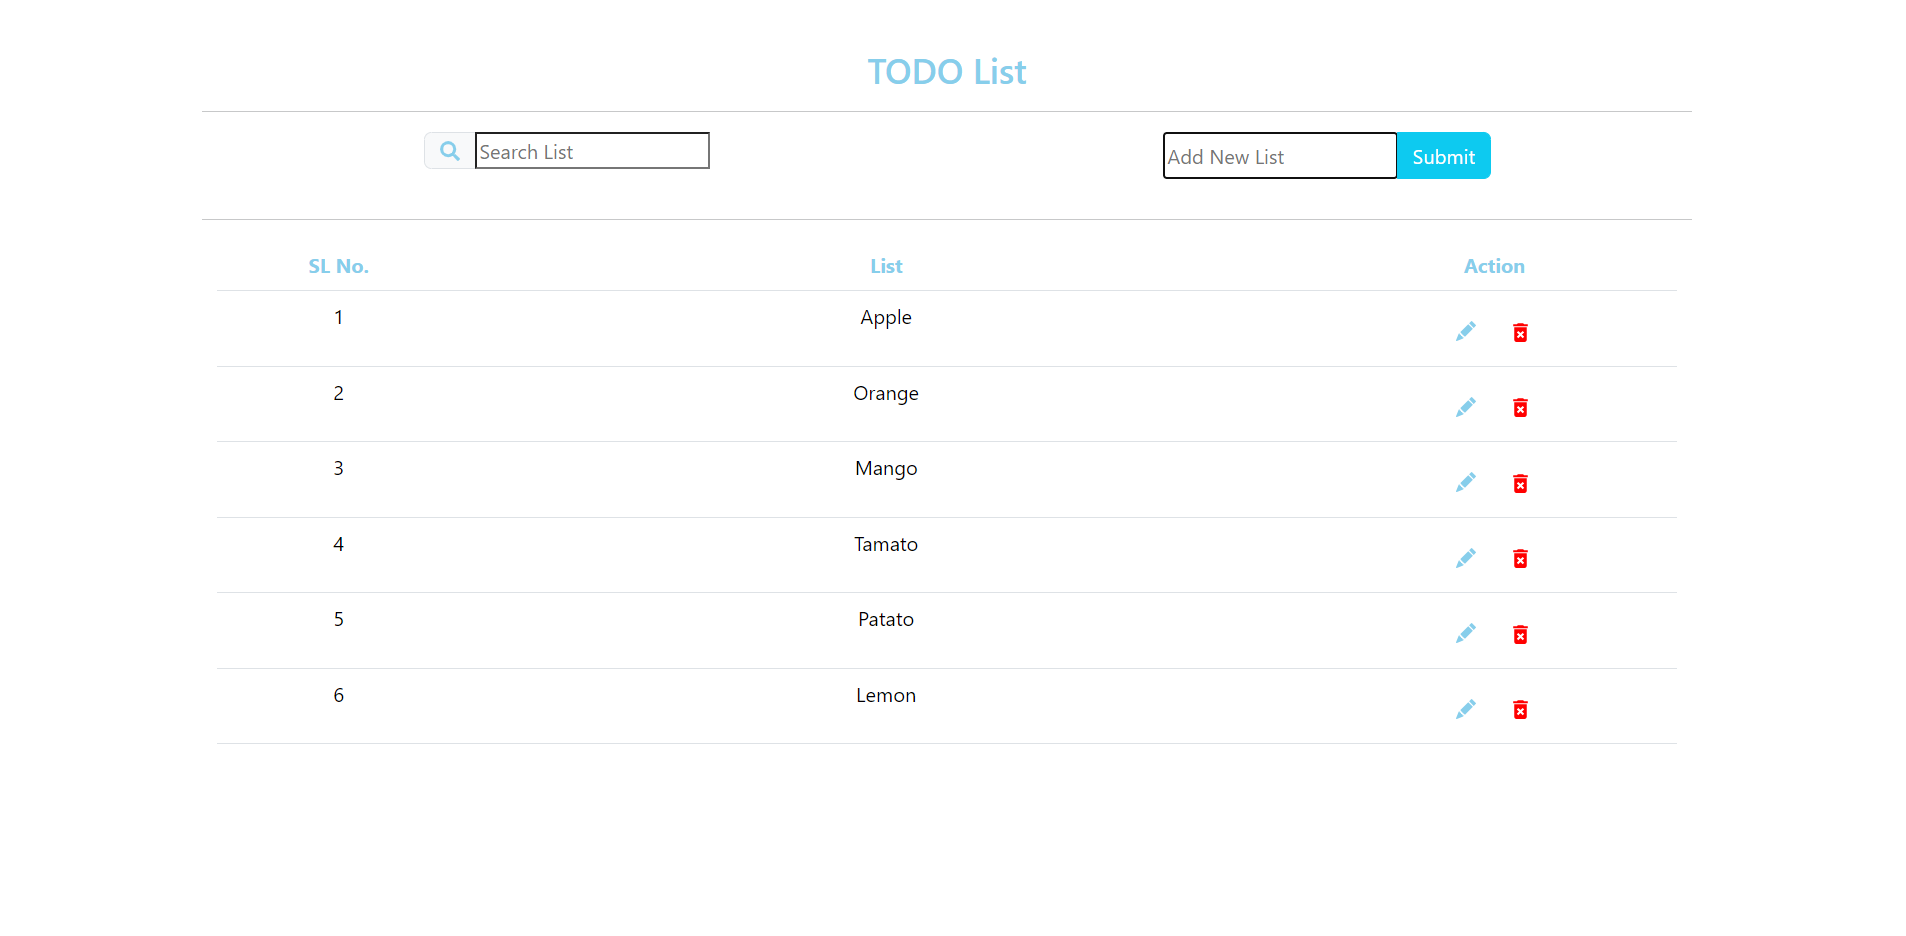 TODO List
Search List
Add New List Submit
SL No. List Action
1 Apple
2 Orange
3 Mango
4 Tamato
5 Patato
6 Lemon